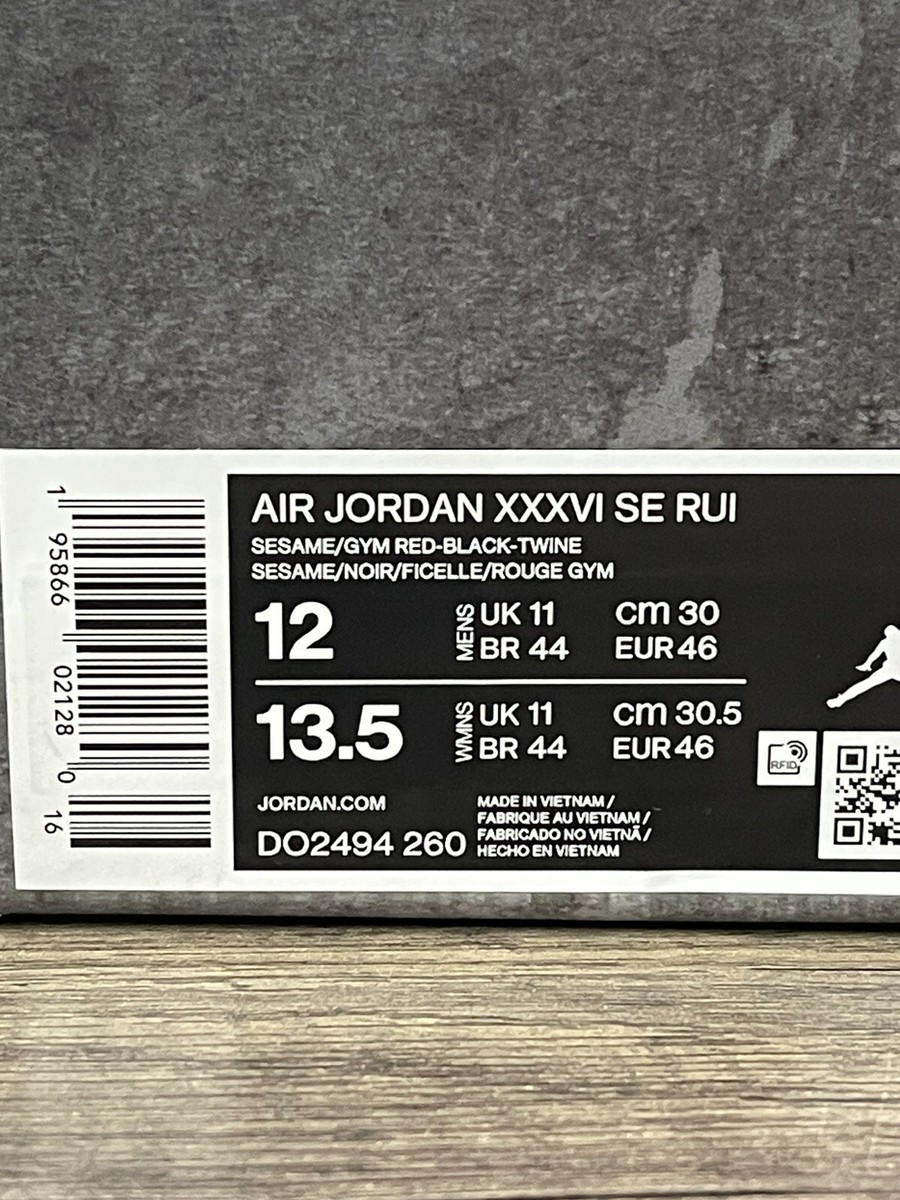 AIR JORDAN XXXVI SE RUI
SESAME/GYM RED-BLACK-TWINE
SESAME/NOIR/FICELLE/ROUGE GYM
12 MENS UK 11 cm 30
BR 44 EUR 46
13.5 WMNS UK 11 cm 30.5
BR 44 EUR 46
RFID
JORDAN.COM
DO2494 260
MADE IN VIETNAM /
FABRIQUE AU VIETNAM /
FABRICADO NO VIETNÃ /
HECHO EN VIETNAM
1 95866 02128 0 16